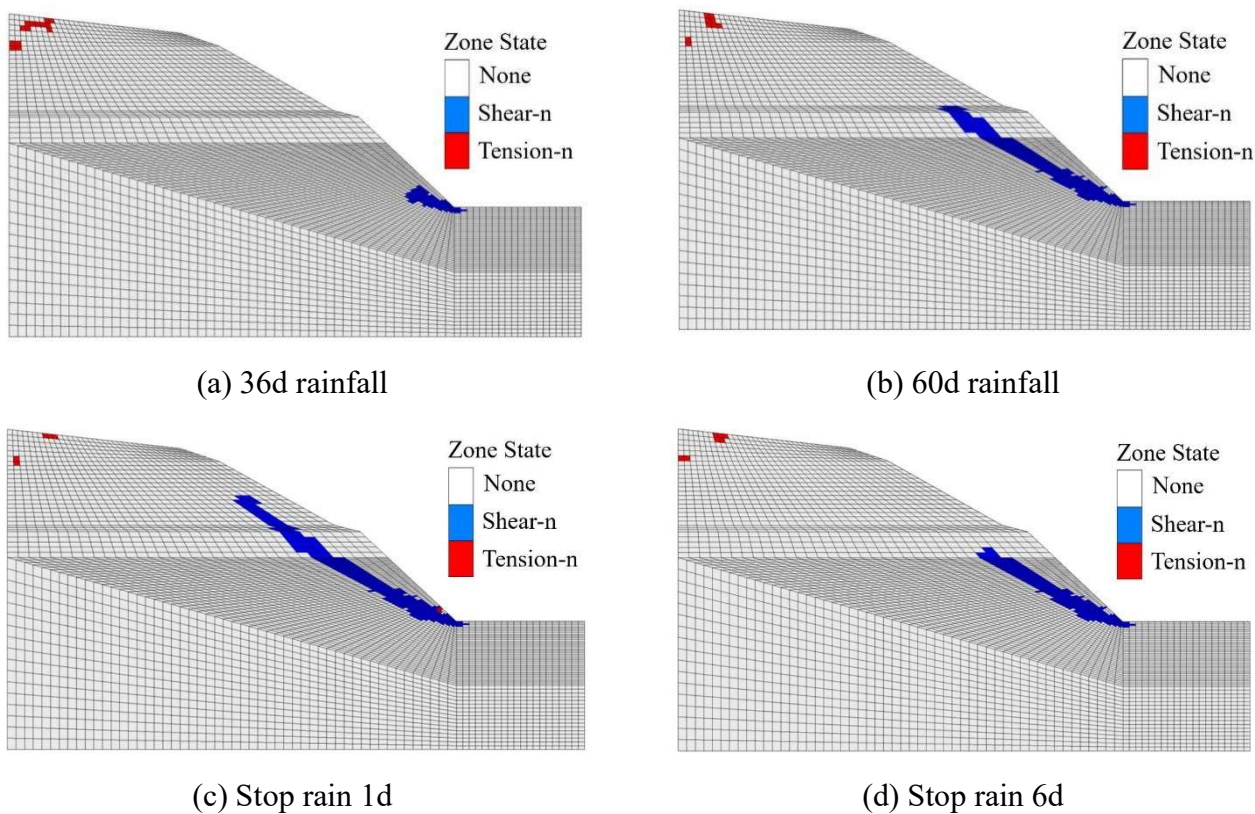 Zone State
None
Shear-n
Tension-n
(a) 36d rainfall
Zone State
None
Shear-n
Tension-n
(b) 60d rainfall
Zone State
None
Shear-n
Tension-n
(c) Stop rain 1d
Zone State
None
Shear-n
Tension-n
(d) Stop rain 6d